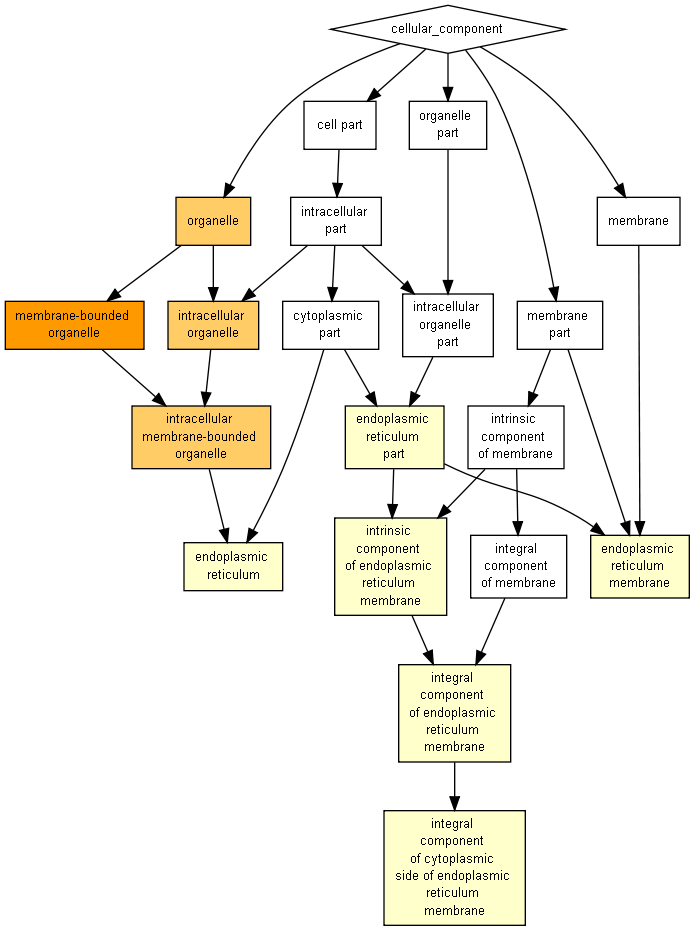 cellular_component
cell part
organelle
part
organelle
intracellular
part
membrane
membrane-bounded
organelle
intracellular
organelle
cytoplasmic
part
intracellular
organelle
part
membrane
part
intracellular
membrane-bounded
organelle
endoplasmic
reticulum
part
intrinsic
component
of membrane
endoplasmic
reticulum
intrinsic
component
of endoplasmic
reticulum
membrane
integral
component
of membrane
endoplasmic
reticulum
membrane
integral
component
of endoplasmic
reticulum
membrane
integral
component
of cytoplasmic
side of endoplasmic
reticulum
membrane